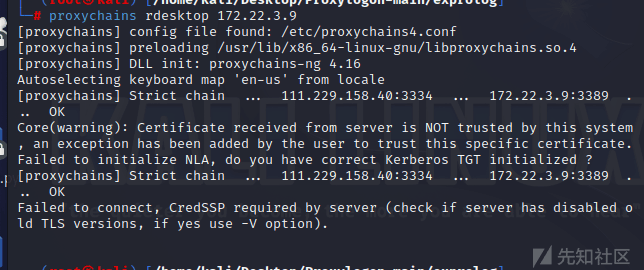 (root㉿kali)-[/home/kali/Desktop/Proxylogon-main/exprolog]
# proxychains rdesktop 172.22.3.9
[proxychains] config file found: /etc/proxychains4.conf
[proxychains] preloading /usr/lib/x86_64-linux-gnu/libproxychains.so.4
[proxychains] DLL init: proxychains-ng 4.16
Autoselecting keyboard map 'en-us' from locale
[proxychains] Strict chain ... 111.229.158.40:3334 ... 172.22.3.9:3389 .
.. OK
Core(warning): Certificate received from server is NOT trusted by this system
, an exception has been added by the user to trust this specific certificate.
Failed to initialize NLA, do you have correct Kerberos TGT initialized ?
[proxychains] Strict chain ... 111.229.158.40:3334 ... 172.22.3.9:3389 .
.. OK
Failed to connect, CredSSP required by server (check if server has disabled o
ld TLS versions, if yes use -V option).
先知社区
(root㉿kali)-[/home/kali/Desktop/Proxylogon-main/exprolog]